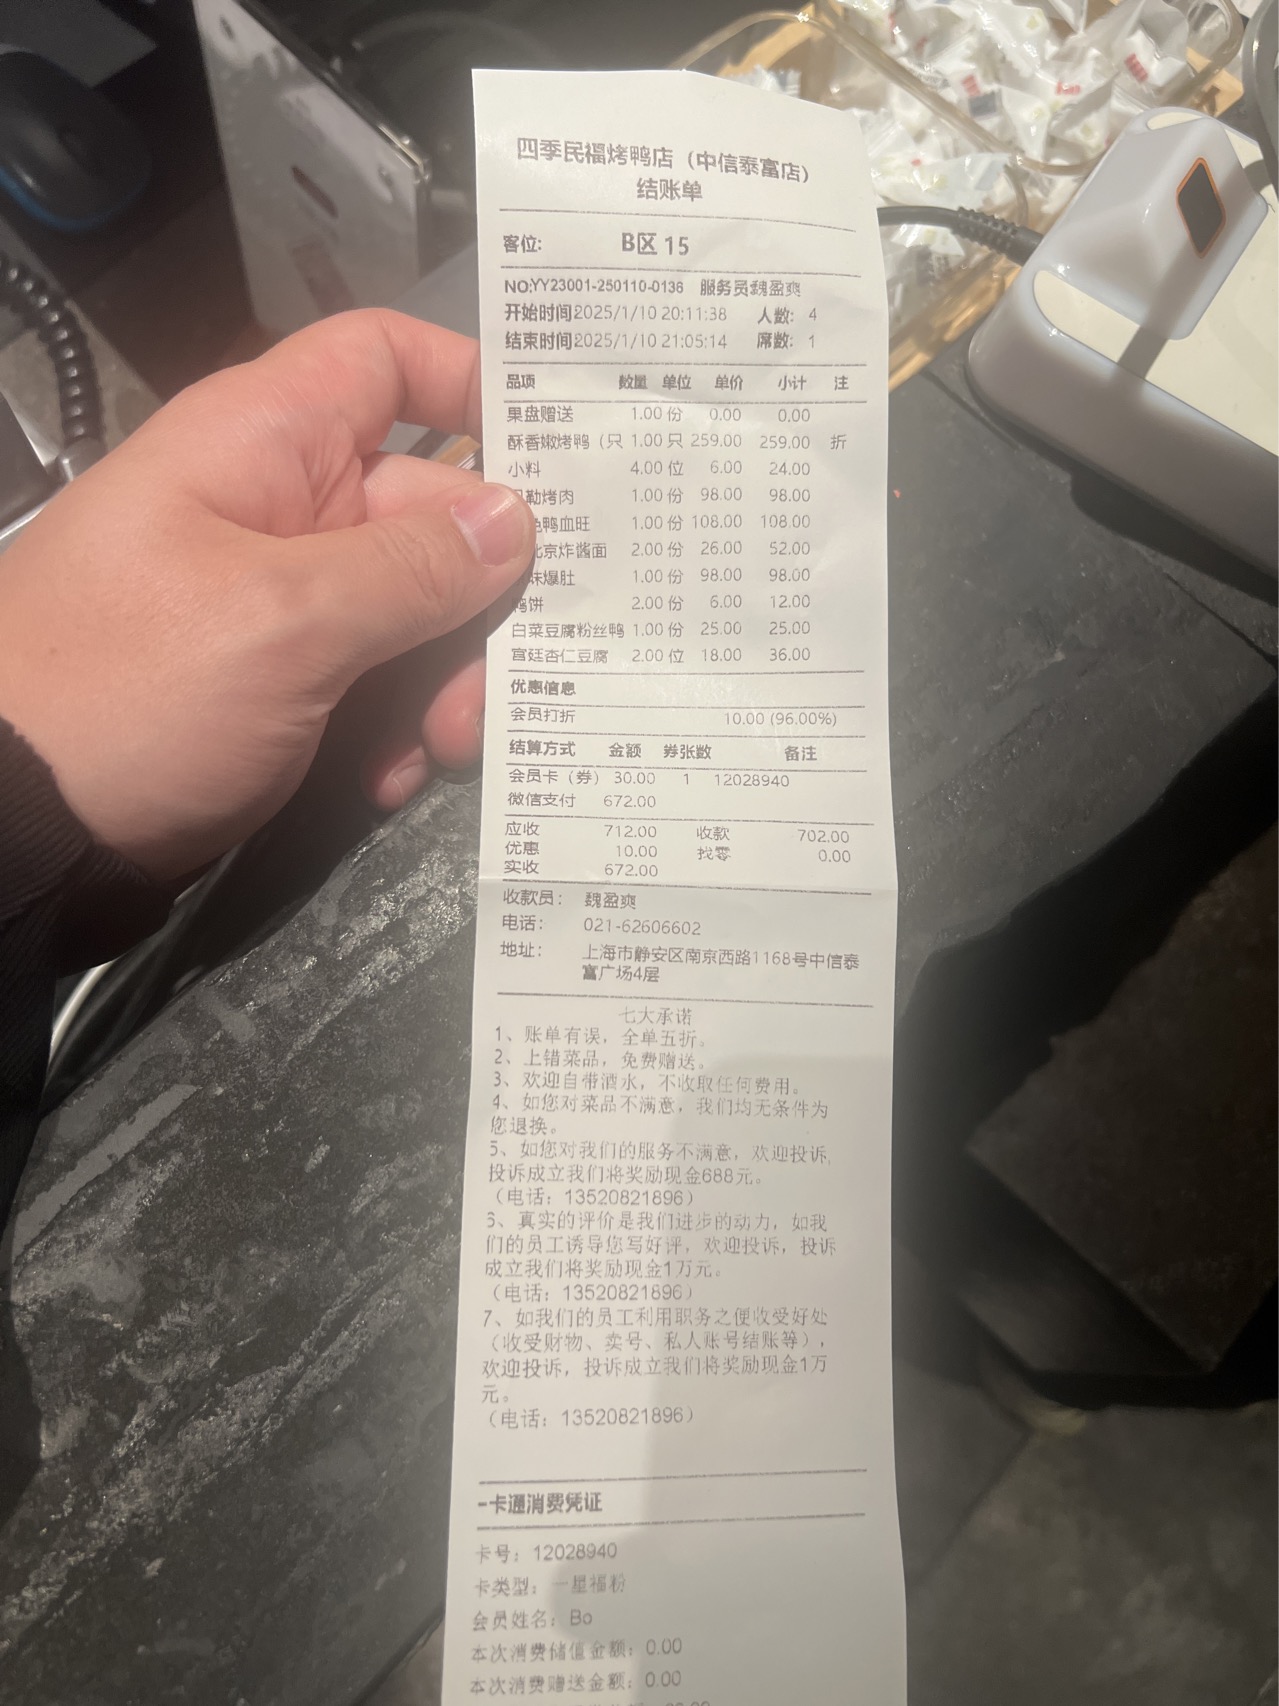 四季民福烤鸭店（中信泰富店）
结账单
客位: B区 15
NO:YY23001-250110-0136 服务员魏盈爽
开始时间2025/1/10 20:11:38 人数: 4
结束时间2025/1/10 21:05:14 席数: 1
品项 数量 单位 单价 小计 注
果盘赠送 1.00 份 0.00 0.00
酥香嫩烤鸭（只 1.00 只 259.00 259.00 折
小料 4.00 位 6.00 24.00
勒烤肉 1.00 份 98.00 98.00
鸭血旺 1.00 份 108.00 108.00
北京炸酱面 2.00 份 26.00 52.00
味爆肚 1.00 份 98.00 98.00
鸭饼 2.00 份 6.00 12.00
白菜豆腐粉丝鸭 1.00 份 25.00 25.00
宫廷杏仁豆腐 2.00 位 18.00 36.00
优惠信息
会员打折 10.00 (96.00%)
结算方式 金额 券张数 备注
会员卡（券） 30.00 1 12028940
微信支付 672.00
应收 712.00 收款 702.00
优惠 10.00 找零 0.00
实收 672.00
收款员: 魏盈爽
电话: 021-62606602
地址: 上海市静安区南京西路1168号中信泰
富广场4层
七大承诺
1、账单有误，全单五折。
2、上错菜品，免费赠送。
3、欢迎自带酒水，不收取任何费用。
4、如您对菜品不满意，我们均无条件为
您退换。
5、如您对我们的服务不满意，欢迎投诉,
投诉成立我们将奖励现金688元。
（电话：13520821896）
6、真实的评价是我们进步的动力，如我
们的员工诱导您写好评，欢迎投诉，投诉
成立我们将奖励现金1万元。
（电话：13520821896）
7、如我们的员工利用职务之便收受好处
（收受财物、卖号、私人账号结账等），
欢迎投诉，投诉成立我们将奖励现金1万
元。
（电话：13520821896）
一卡通消费凭证
卡号：12028940
卡类型：一星福粉
会员姓名：Bo
本次消费储值金额：0.00
本次消费赠送金额：0.00